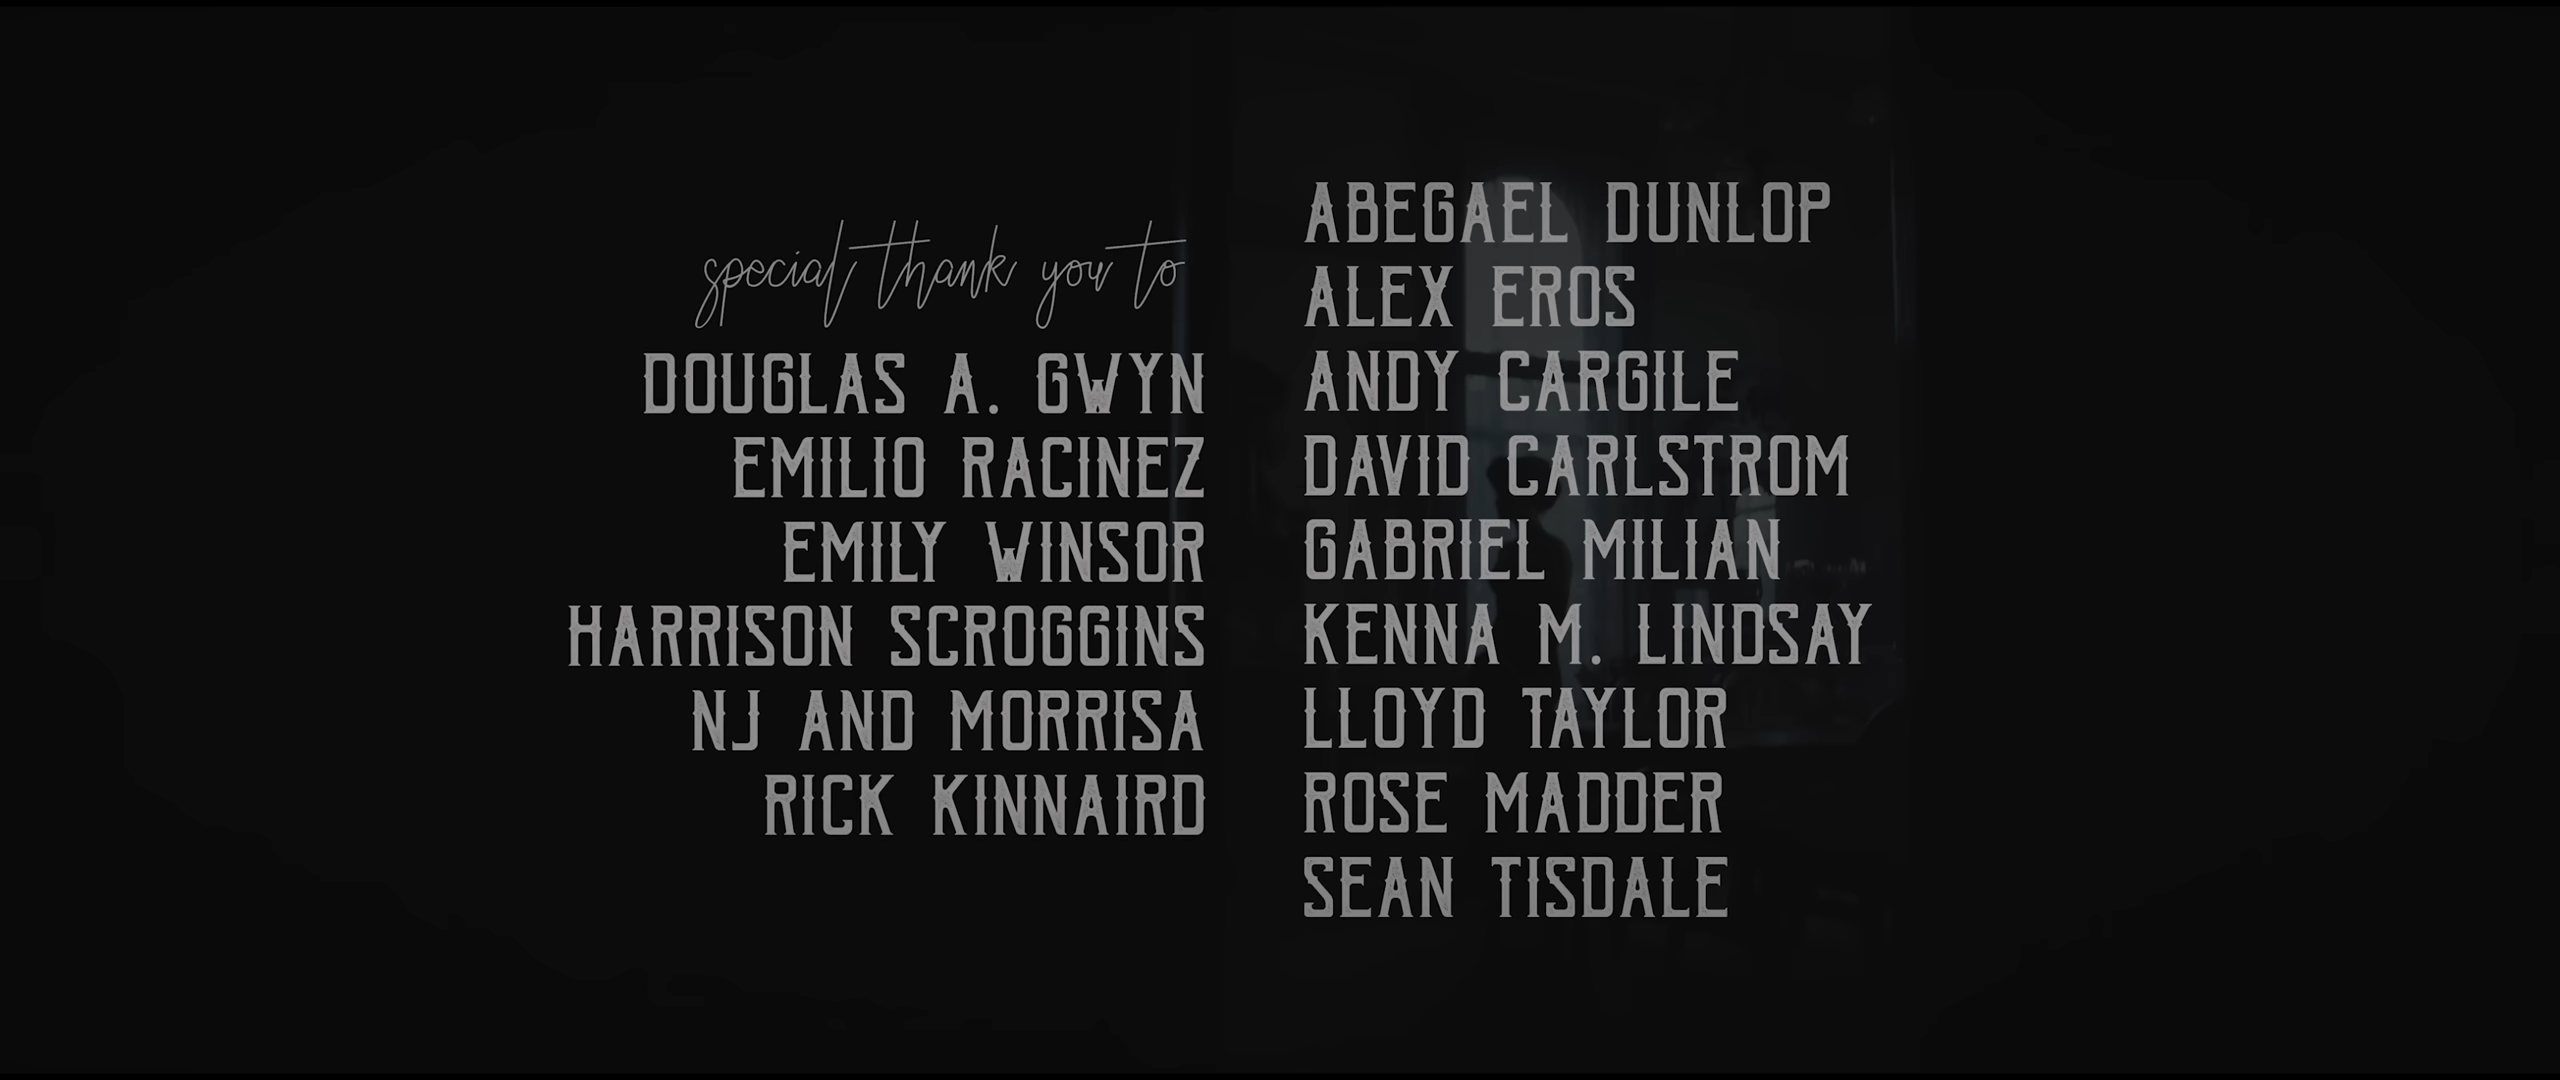 special thank you to
DOUGLAS A. GWYN
EMILIO RACINEZ
EMILY WINSOR
HARRISON SCROGGINS
NJ AND MORRISA
RICK KINNAIRD
ABEGAEL DUNLOP
ALEX EROS
ANDY CARGILE
DAVID CARLSTROM
GABRIEL MILIAN
KENNA M. LINDSAY
LLOYD TAYLOR
ROSE MADDER
SEAN TISDALE